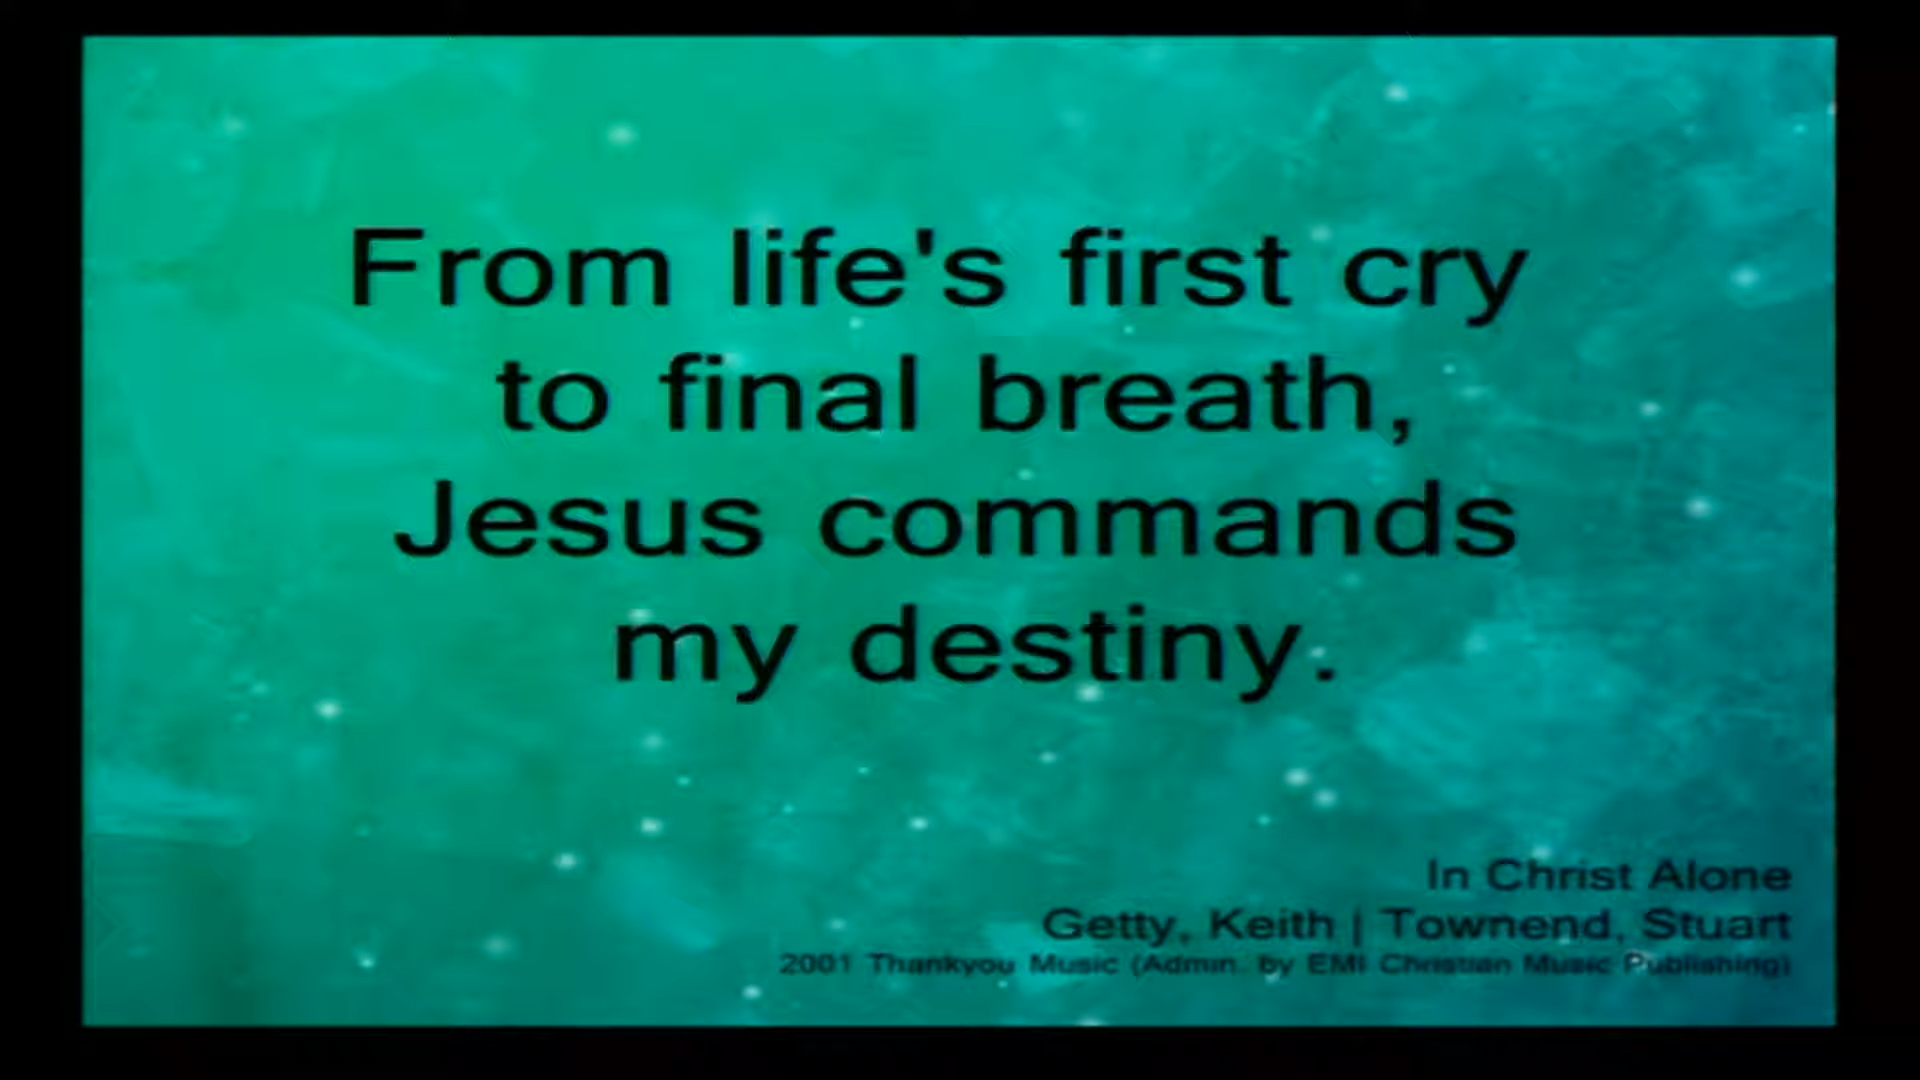 From life's first cry
to final breath,
Jesus commands
my destiny.
In Christ Alone
Getty, Keith | Townend, Stuart
2001 Thankyou Music (Admin. by EMI Christian Music Publishing)